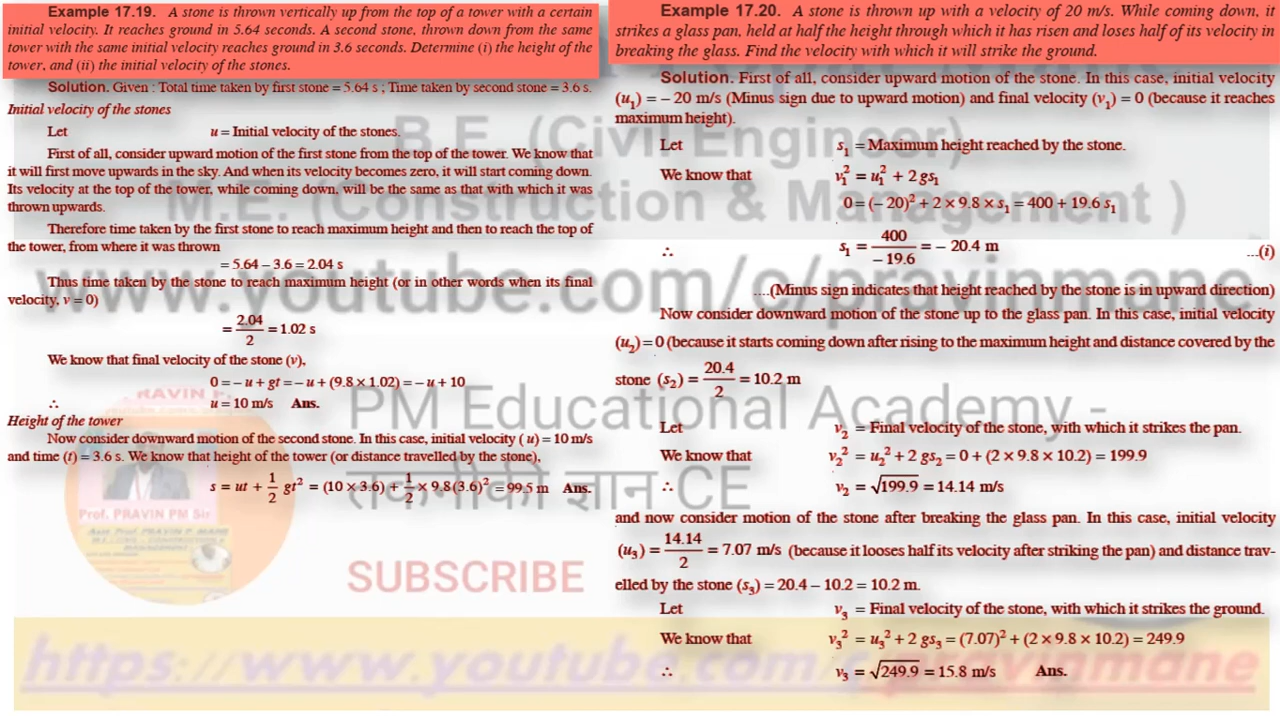 Example 17.19. A stone is thrown vertically up from the top of a tower with a certain
initial velocity. It reaches ground in 5.64 seconds. A second stone, thrown down from the same
tower with the same initial velocity reaches ground in 3.6 seconds. Determine (i) the height of the
tower, and (ii) the initial velocity of the stones.
Solution. Given : Total time taken by first stone = 5.64 s ; Time taken by second stone = 3.6 s.
Initial velocity of the stones
Let u = Initial velocity of the stones.
First of all, consider upward motion of the first stone from the top of the tower. We know that
it will first move upwards in the sky. And when its velocity becomes zero, it will start coming down.
Its velocity at the top of the tower, while coming down, will be the same as that with which it was
thrown upwards.
Therefore time taken by the first stone to reach maximum height and then to reach the top of
the tower, from where it was thrown
= 5.64 – 3.6 = 2.04 s
Thus time taken by the stone to reach maximum height (or in other words when its final
velocity, v = 0)
= 2.04/2 = 1.02 s
We know that final velocity of the stone (v),
0 = – u + gt = – u + (9.8 × 1.02) = – u + 10
∴ u = 10 m/s Ans.
Height of the tower
Now consider downward motion of the second stone. In this case, initial velocity ( u) = 10 m/s
and time (t) = 3.6 s. We know that height of the tower (or distance travelled by the stone),
s = ut + 1/2 gt² = (10 × 3.6) + 1/2 × 9.8(3.6)² = 99.5 m Ans.
Example 17.20. A stone is thrown up with a velocity of 20 m/s. While coming down, it
strikes a glass pan, held at half the height through which it has risen and loses half of its velocity in
breaking the glass. Find the velocity with which it will strike the ground.
Solution. First of all, consider upward motion of the stone. In this case, initial velocity
(u₁) = – 20 m/s (Minus sign due to upward motion) and final velocity (v₁) = 0 (because it reaches
maximum height).
Let s₁ = Maximum height reached by the stone.
We know that v₁² = u₁² + 2 gs₁
0 = (– 20)² + 2 × 9.8 × s₁ = 400 + 19.6 s₁
∴ s₁ = 400/– 19.6 = – 20.4 m ...(i)
....(Minus sign indicates that height reached by the stone is in upward direction)
Now consider downward motion of the stone up to the glass pan. In this case, initial velocity
(u₂) = 0 (because it starts coming down after rising to the maximum height and distance covered by the
stone (s₂) = 20.4/2 = 10.2 m
Let v₂ = Final velocity of the stone, with which it strikes the pan.
We know that v₂² = u₂² + 2 gs₂ = 0 + (2 × 9.8 × 10.2) = 199.9
∴ v₂ = √199.9 = 14.14 m/s
and now consider motion of the stone after breaking the glass pan. In this case, initial velocity
(u₃) = 14.14/2 = 7.07 m/s (because it looses half its velocity after striking the pan) and distance trav-
elled by the stone (s₃) = 20.4 – 10.2 = 10.2 m.
Let v₃ = Final velocity of the stone, with which it strikes the ground.
We know that v₃² = u₃² + 2 gs₃ = (7.07)² + (2 × 9.8 × 10.2) = 249.9
∴ v₃ = √249.9 = 15.8 m/s Ans.
B.E. (Civil Engineer)
M.E. (Construction & Management )
www.youtube.com/c/pravinmane
PM Educational Academy -
तकनीकी ज्ञान CE
Prof. PRAVIN PM Sir
SUBSCRIBE
https://www.youtube.com/c/pravinmane